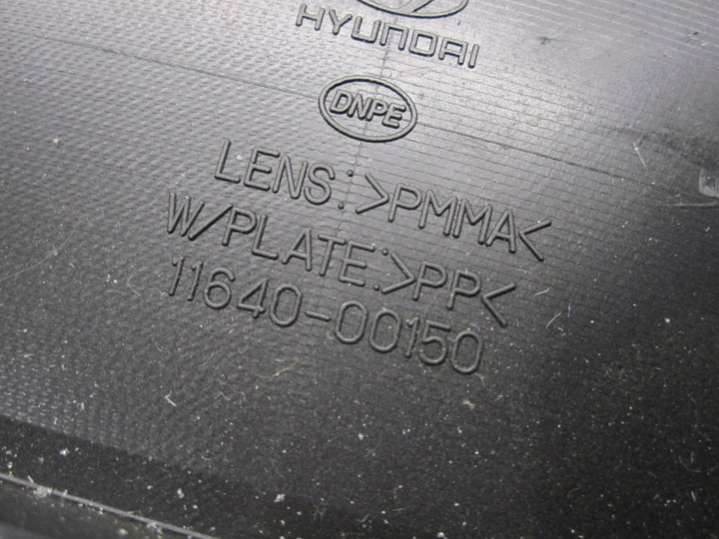 HYUNDAI
DNPE
LENS:>PMMA<
W/PLATE:>PP<
11640-00150